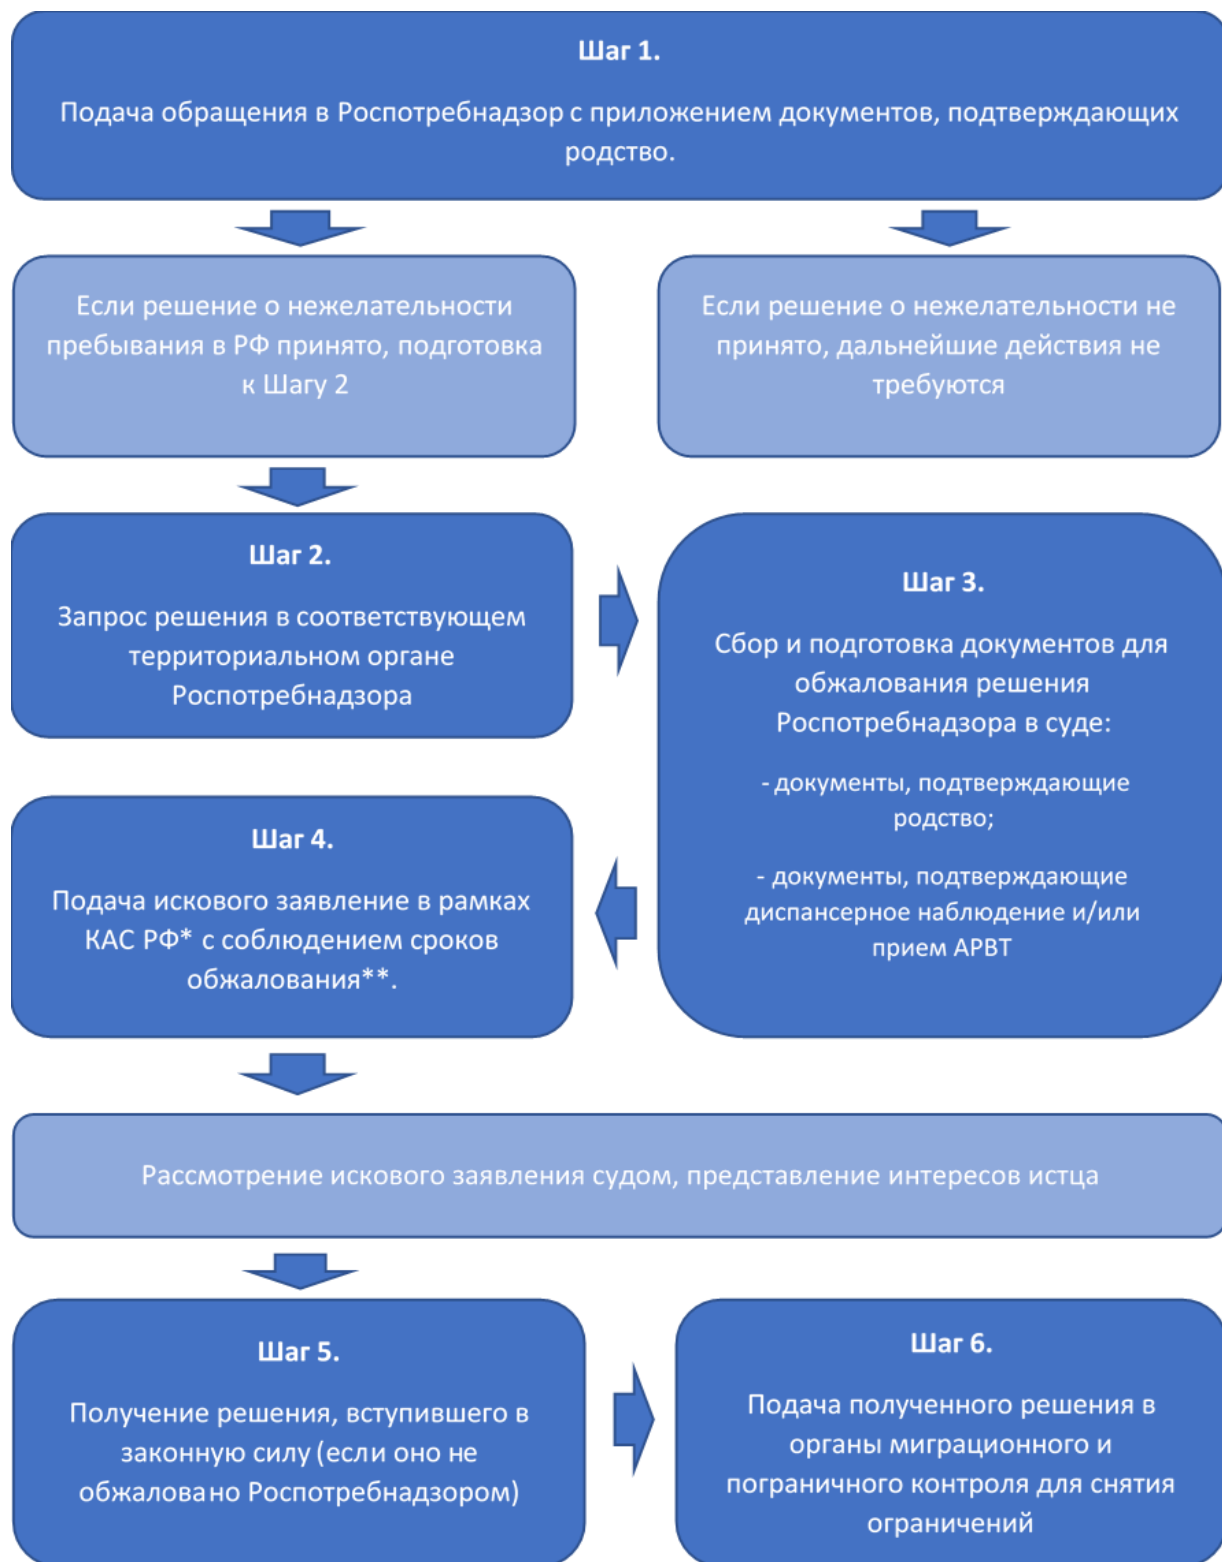 Шаг 1.
Подача обращения в Роспотребнадзор с приложением документов, подтверждающих
родство.
Если решение о нежелательности
пребывания в РФ принято, подготовка
к Шагу 2
Если решение о нежелательности не
принято, дальнейшие действия не
требуются
Шаг 2.
Запрос решения в соответствующем
территориальном органе
Роспотребнадзора
Шаг 3.
Сбор и подготовка документов для
обжалования решения
Роспотребнадзора в суде:
- документы, подтверждающие
родство;
- документы, подтверждающие
диспансерное наблюдение и/или
прием АРВТ
Шаг 4.
Подача искового заявление в рамках
КАС РФ* с соблюдением сроков
обжалования**.
Рассмотрение искового заявления судом, представление интересов истца
Шаг 5.
Получение решения, вступившего в
законную силу (если оно не
обжаловано Роспотребнадзором)
Шаг 6.
Подача полученного решения в
органы миграционного и
пограничного контроля для снятия
ограничений